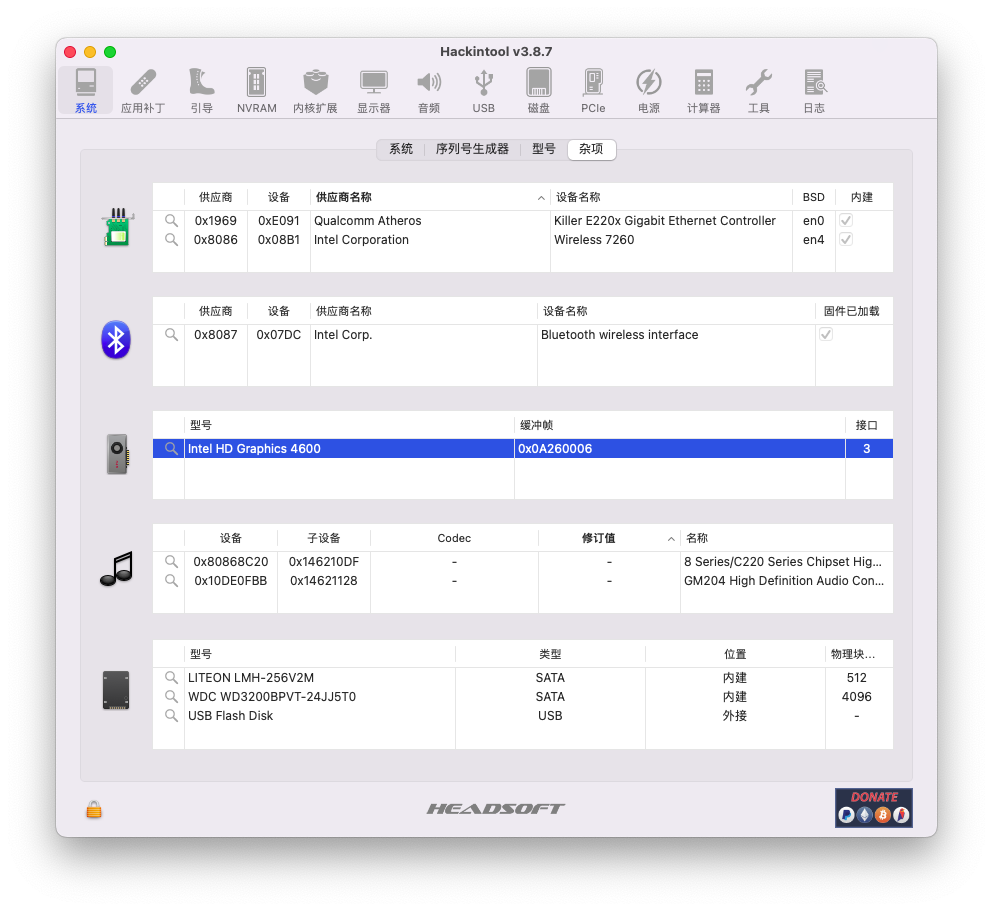 Hackintool v3.8.7
系统 应用补丁 引导 NVRAM 内核扩展 显示器 音频 USB 磁盘 PCIe 电源 计算器 工具 日志
系统 序列号生成器 型号 杂项
供应商 设备 供应商名称 设备名称 BSD 内建
0x1969 0xE091 Qualcomm Atheros Killer E220x Gigabit Ethernet Controller en0
0x8086 0x08B1 Intel Corporation Wireless 7260 en4
供应商 设备 供应商名称 设备名称 固件已加载
0x8087 0x07DC Intel Corp. Bluetooth wireless interface
型号 缓冲帧 接口
Intel HD Graphics 4600 0x0A260006 3
设备 子设备 Codec 修订值 名称
0x80868C20 0x146210DF - - 8 Series/C220 Series Chipset Hig...
0x10DE0FBB 0x14621128 - - GM204 High Definition Audio Con...
型号 类型 位置 物理块...
LITEON LMH-256V2M SATA 内建 512
WDC WD3200BPVT-24JJ5T0 SATA 内建 4096
USB Flash Disk USB 外接 -
HEADSOFT
DONATE